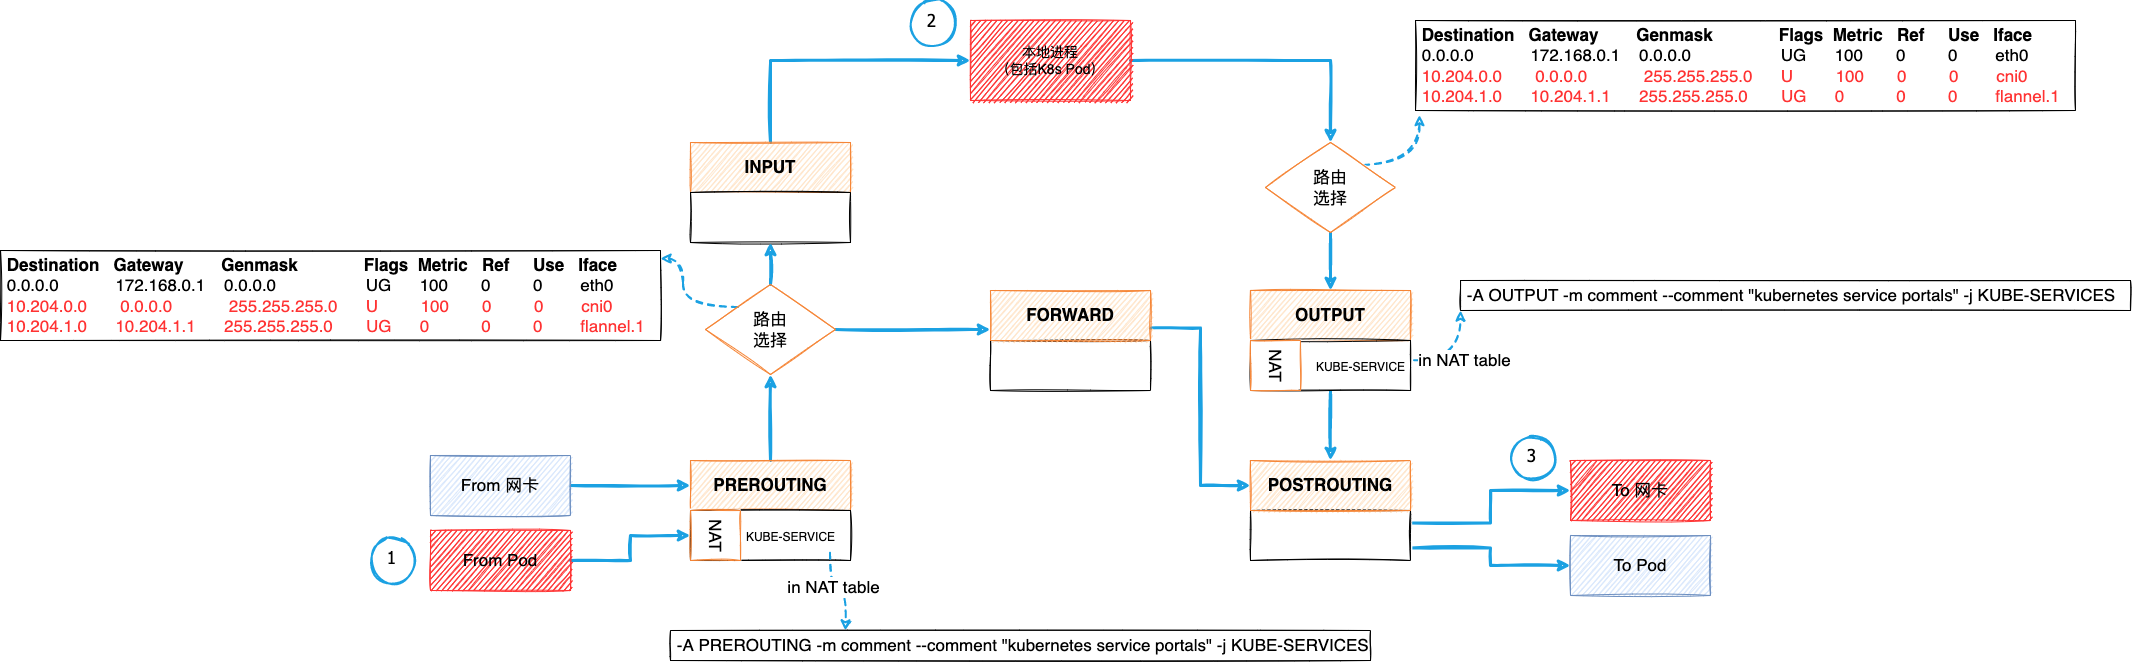 2
本地进程
(包括K8s Pod)
Destination Gateway Genmask Flags Metric Ref Use Iface
0.0.0.0 172.168.0.1 0.0.0.0 UG 100 0 0 eth0
10.204.0.0 0.0.0.0 255.255.255.0 U 100 0 0 cni0
10.204.1.0 10.204.1.1 255.255.255.0 UG 0 0 0 flannel.1
INPUT
路由
选择
Destination Gateway Genmask Flags Metric Ref Use Iface
0.0.0.0 172.168.0.1 0.0.0.0 UG 100 0 0 eth0
10.204.0.0 0.0.0.0 255.255.255.0 U 100 0 0 cni0
10.204.1.0 10.204.1.1 255.255.255.0 UG 0 0 0 flannel.1
路由
选择
FORWARD
OUTPUT
NAT
KUBE-SERVICE
in NAT table
-A OUTPUT -m comment --comment "kubernetes service portals" -j KUBE-SERVICES
From 网卡
PREROUTING
POSTROUTING
3
To 网卡
1
From Pod
NAT
KUBE-SERVICE
To Pod
in NAT table
-A PREROUTING -m comment --comment "kubernetes service portals" -j KUBE-SERVICES